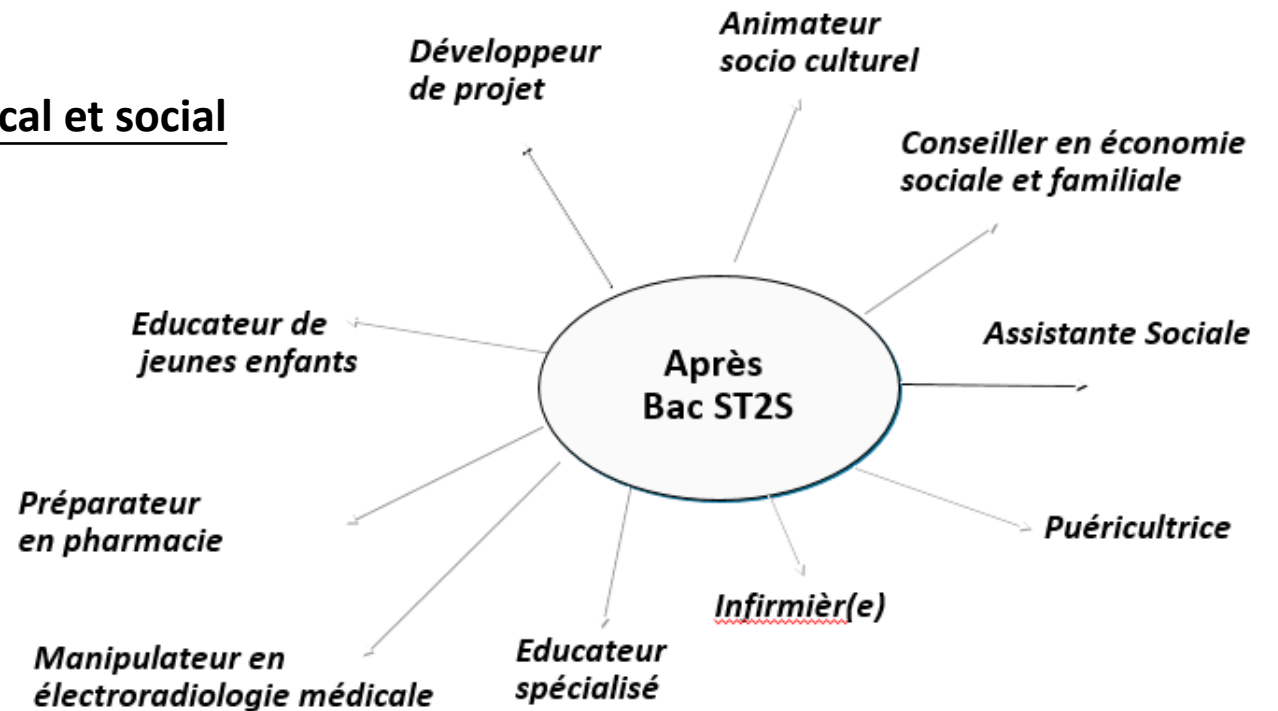 cal et social
Développeur
de projet
Animateur
socio culturel
Conseiller en économie
sociale et familiale
Educateur de
jeunes enfants
Après
Bac ST2S
Assistante Sociale
Préparateur
en pharmacie
Puéricultrice
Infirmièr(e)
Manipulateur en
électroradiologie médicale
Educateur
spécialisé